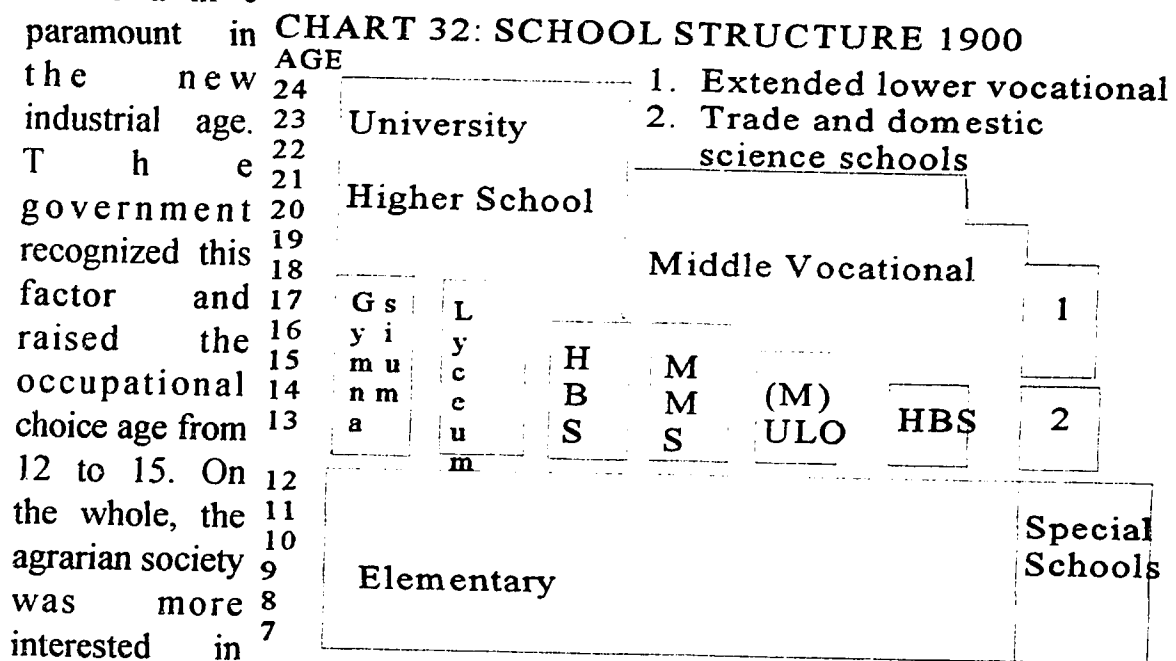 paramount in
the new
industrial age.
The
government
recognized this
factor and
raised the
occupational
choice age from
12 to 15. On
the whole, the
agrarian society
was more
interested in
CHART 32: SCHOOL STRUCTURE 1900
AGE
24
23
22
21
20
19
18
17
16
15
14
13
12
11
10
9
8
7
1. Extended lower vocational
2. Trade and domestic
science schools
University
Higher School
Middle Vocational
Gymna
sium
Lyceum
HBS
MMS
(M)
ULO
HBS
1
2
Elementary
Special
Schools